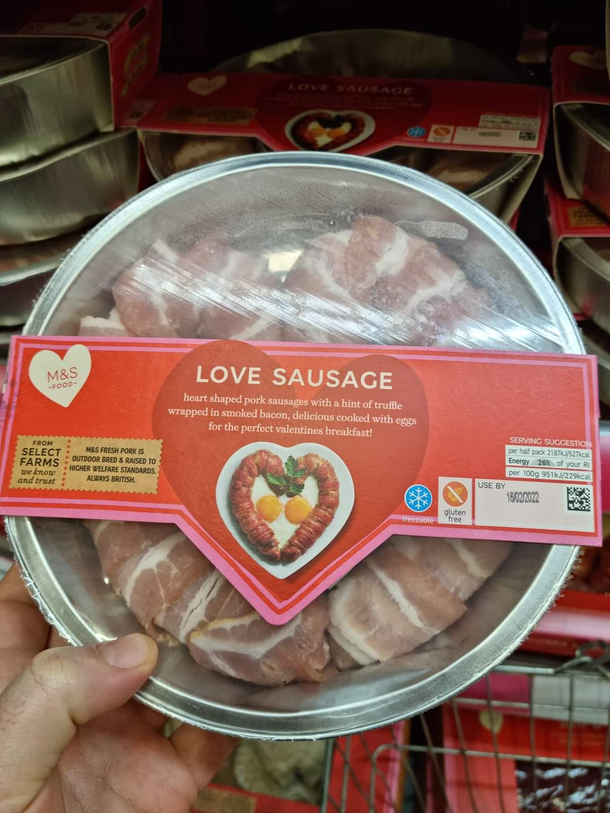 LOVE SAUSAGE
M&S
-FOOD-
LOVE SAUSAGE
heart shaped pork sausages with a hint of truffle
wrapped in smoked bacon, delicious cooked with eggs
for the perfect valentines breakfast!
FROM
SELECT
FARMS
we know
and trust
M&S FRESH PORK IS
OUTDOOR BRED & RAISED TO
HIGHER WELFARE STANDARDS.
ALWAYS BRITISH.
freezable
gluten
free
SERVING SUGGESTION
per half pack 2187kJ/527kcal
Energy 26% of your RI
per 100g 951kJ/229kcal
USE BY
18/02/2022